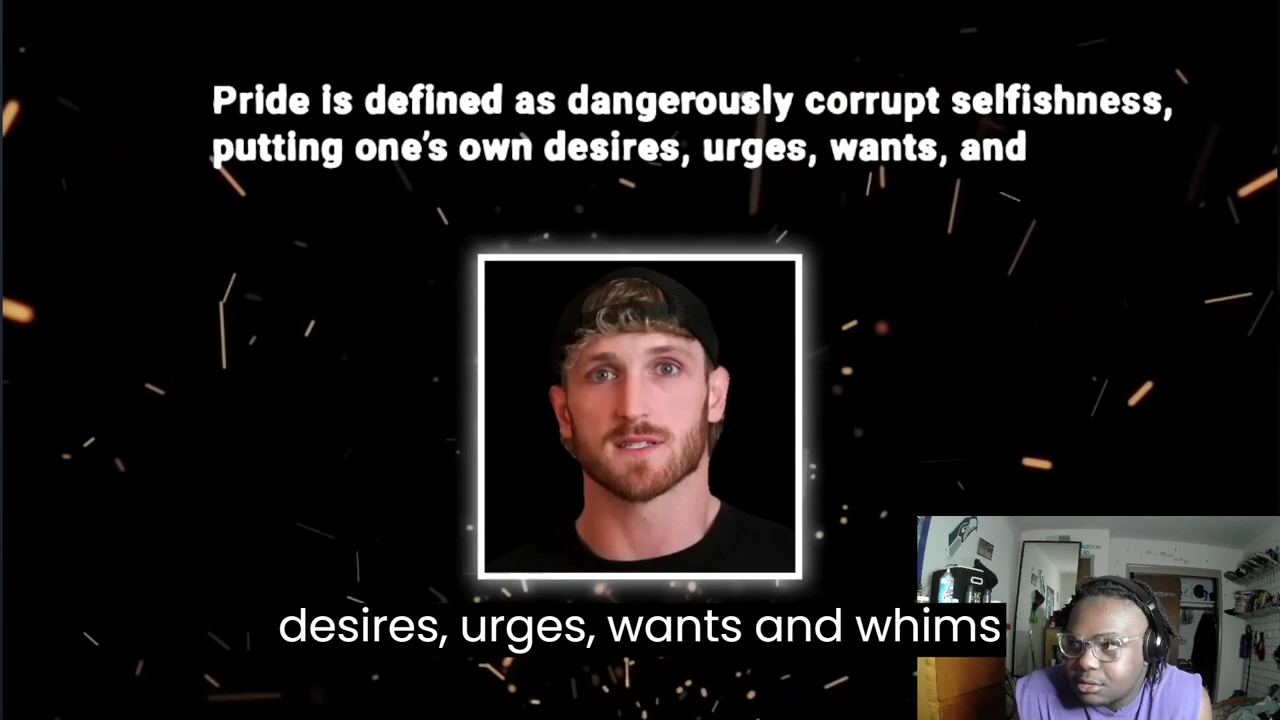 Pride is defined as dangerously corrupt selfishness,
putting one's own desires, urges, wants, and
desires, urges, wants and whims